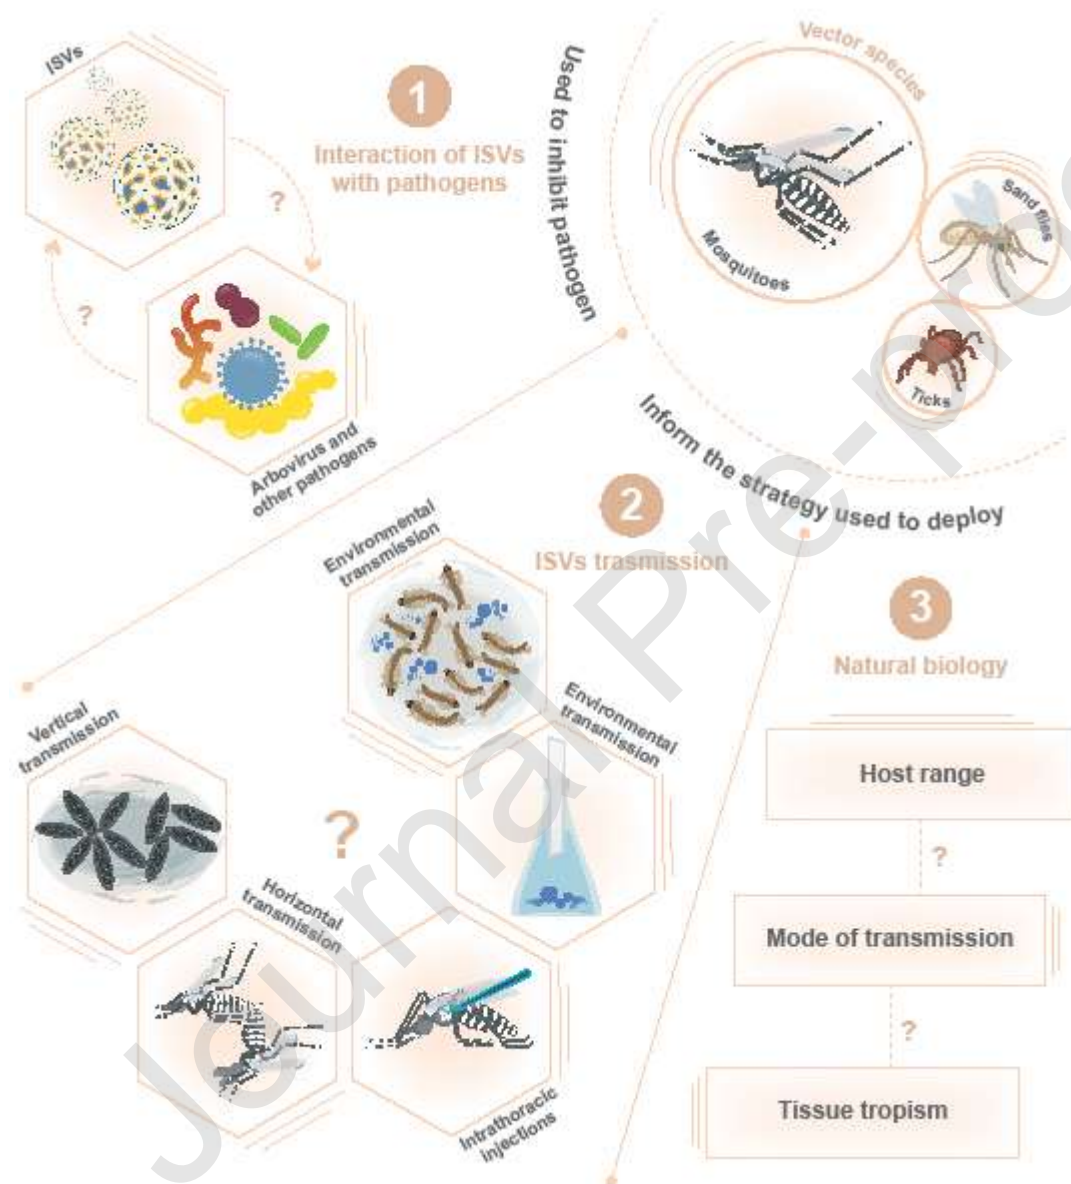 ISVs
1
Interaction of ISVs
with pathogens
?
?
Arbovirus and
other pathogens
Used to inhibit pathogen
Vector species
Mosquitoes
Sand flies
Ticks
Inform the strategy used to deploy
2
ISVs trasmission
Environmental
transmission
Environmental
transmission
Vertical
transmission
?
Horizontal
transmission
Intrathoracic
injections
3
Natural biology
Host range
?
Mode of transmission
?
Tissue tropism
Journal Pre-pro